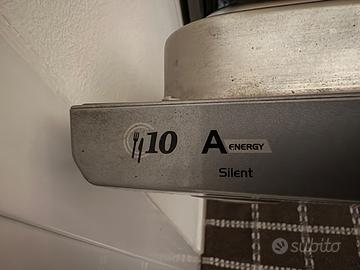 10 A ENERGY
Silent
subito